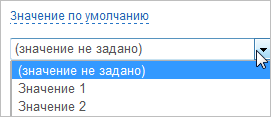 Значение по умолчанию
(значение не задано)
(значение не задано)
Значение 1
Значение 2